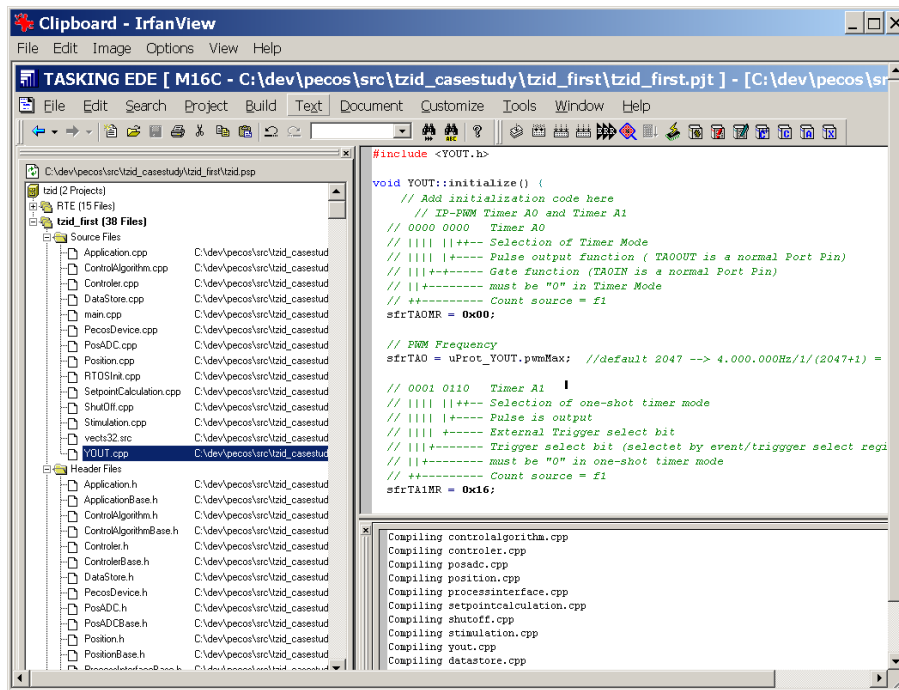 Clipboard - IrfanView
File Edit Image Options View Help
TASKING EDE [ M16C - C:\dev\pecos\src\tzid_casestudy\tzid_first\tzid_first.pjt ] - [C:\dev\pecos\sr
File Edit Search Project Build Text Document Customize Tools Window Help
C:\dev\pecos\src\tzid_casestudy\tzid_first\tzid.psp
tzid (2 Projects)
RTE (15 Files)
tzid_first (38 Files)
Source Files
Application.cpp C:\dev\pecos\src\tzid_casestud
ControlAlgorithm.cpp C:\dev\pecos\src\tzid_casestud
Controler.cpp C:\dev\pecos\src\tzid_casestud
DataStore.cpp C:\dev\pecos\src\tzid_casestud
main.cpp C:\dev\pecos\src\tzid_casestud
PecosDevice.cpp C:\dev\pecos\src\tzid_casestud
PosADC.cpp C:\dev\pecos\src\tzid_casestud
Position.cpp C:\dev\pecos\src\tzid_casestud
RTOSInit.cpp C:\dev\pecos\src\tzid_casestud
SetpointCalculation.cpp C:\dev\pecos\src\tzid_casestud
ShutOff.cpp C:\dev\pecos\src\tzid_casestud
Stimulation.cpp C:\dev\pecos\src\tzid_casestud
vects32.src C:\dev\pecos\src\tzid_casestud
YOUT.cpp C:\dev\pecos\src\tzid_casestud
Header Files
Application.h C:\dev\pecos\src\tzid_casestud
ApplicationBase.h C:\dev\pecos\src\tzid_casestud
ControlAlgorithm.h C:\dev\pecos\src\tzid_casestud
ControlAlgorithmBase.h C:\dev\pecos\src\tzid_casestud
Controler.h C:\dev\pecos\src\tzid_casestud
ControlerBase.h C:\dev\pecos\src\tzid_casestud
DataStore.h C:\dev\pecos\src\tzid_casestud
PecosDevice.h C:\dev\pecos\src\tzid_casestud
PosADC.h C:\dev\pecos\src\tzid_casestud
PosADCBase.h C:\dev\pecos\src\tzid_casestud
Position.h C:\dev\pecos\src\tzid_casestud
PositionBase.h C:\dev\pecos\src\tzid_casestud
ProcessInterfaceBase.h C:\dev\pecos\src\tzid_casestud
#include <YOUT.h>
void YOUT::initialize() {
// Add initialization code here
// IP-PWM Timer A0 and Timer A1
// 0000 0000 Timer A0
// |||| ||++-- Selection of Timer Mode
// |||| |+---- Pulse output function ( TAOOUT is a normal Port Pin)
// |||+-+----- Gate function (TA0IN is a normal Port Pin)
// ||+-------- must be "0" in Timer Mode
// ++--------- Count source = f1
sfrTA0MR = 0x00;
// PWM Frequency
sfrTA0 = uProt_YOUT.pwmMax; //default 2047 --> 4.000.000Hz/1/(2047+1) =
// 0001 0110 Timer A1
// |||| ||++-- Selection of one-shot timer mode
// |||| |+---- Pulse is output
// |||| +----- External Trigger select bit
// |||+------- Trigger select bit (selectet by event/triggger select regi
// ||+-------- must be "0" in one-shot timer mode
// ++--------- Count source = f1
sfrTA1MR = 0x16;
Compiling controlalgorithm.cpp
Compiling controler.cpp
Compiling posadc.cpp
Compiling position.cpp
Compiling processinterface.cpp
Compiling setpointcalculation.cpp
Compiling shutoff.cpp
Compiling stimulation.cpp
Compiling yout.cpp
Compiling datastore.cpp